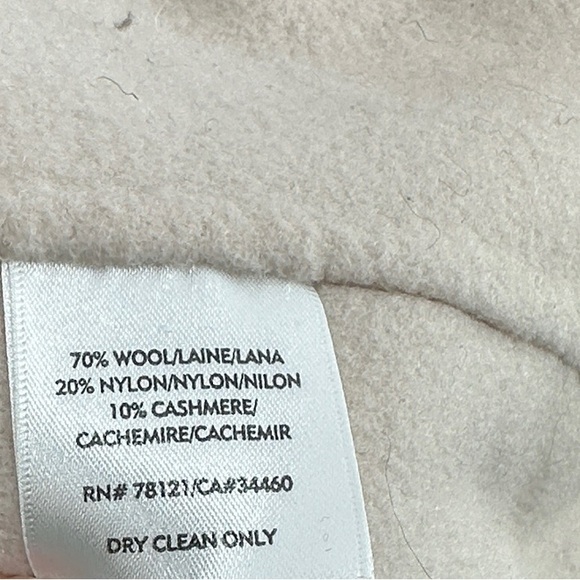 70% WOOL/LAINE/LANA
20% NYLON/NYLON/NILON
10% CASHMERE/
CACHEMIRE/CACHEMIR
RN# 78121/CA#34460
DRY CLEAN ONLY